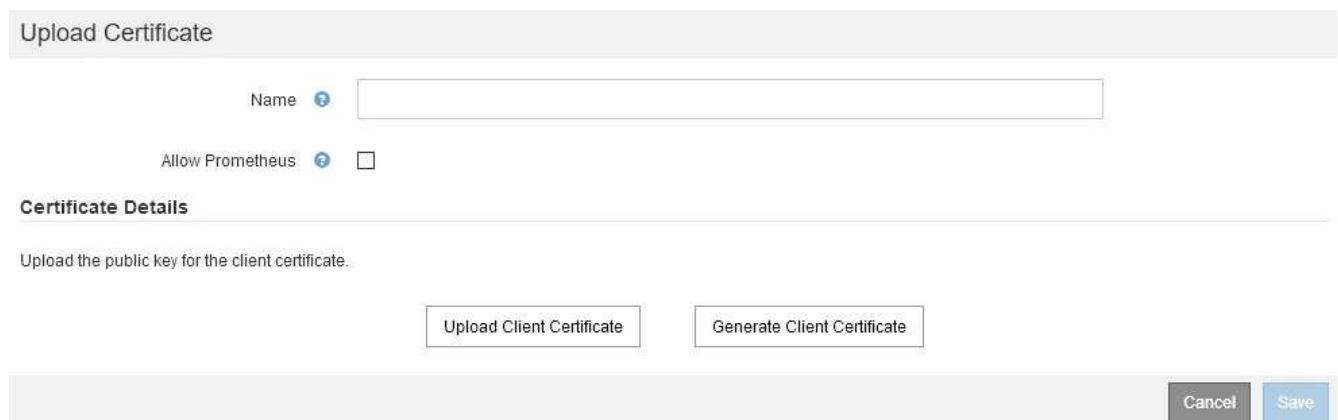 Upload Certificate
Name ?
Allow Prometheus ?
Certificate Details
Upload the public key for the client certificate.
Upload Client Certificate Generate Client Certificate
Cancel Save